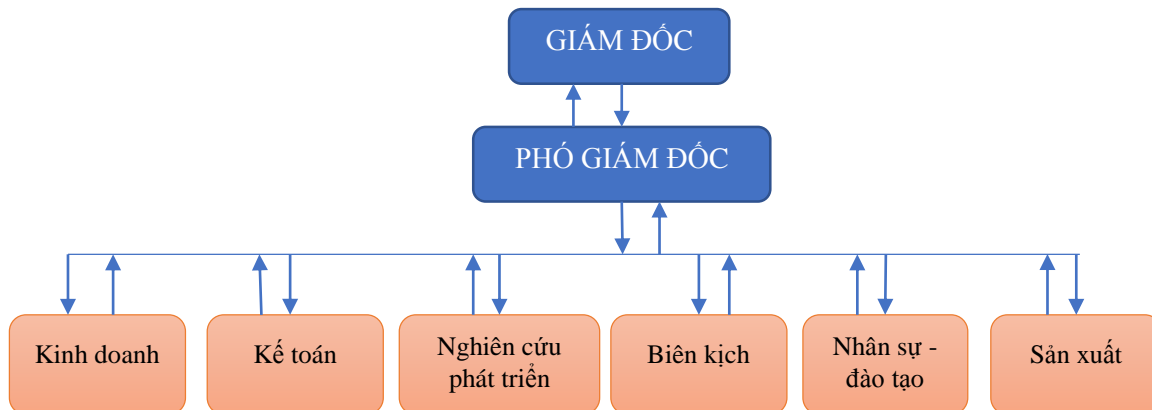 GIÁM ĐỐC
PHÓ GIÁM ĐỐC
Kinh doanh
Kế toán
Nghiên cứu
phát triển
Biên kịch
Nhân sự -
đào tạo
Sản xuất